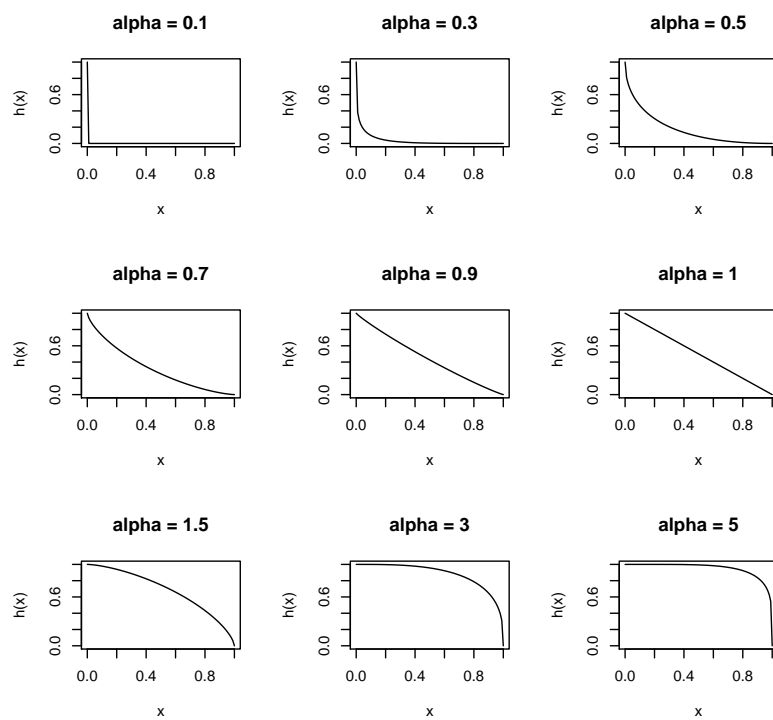 alpha = 0.1
h(x)
0.0 0.6
0.0 0.4 0.8
x
alpha = 0.3
h(x)
0.0 0.6
0.0 0.4 0.8
x
alpha = 0.5
h(x)
0.0 0.6
0.0 0.4 0.8
x
alpha = 0.7
h(x)
0.0 0.6
0.0 0.4 0.8
x
alpha = 0.9
h(x)
0.0 0.6
0.0 0.4 0.8
x
alpha = 1
h(x)
0.0 0.6
0.0 0.4 0.8
x
alpha = 1.5
h(x)
0.0 0.6
0.0 0.4 0.8
x
alpha = 3
h(x)
0.0 0.6
0.0 0.4 0.8
x
alpha = 5
h(x)
0.0 0.6
0.0 0.4 0.8
x